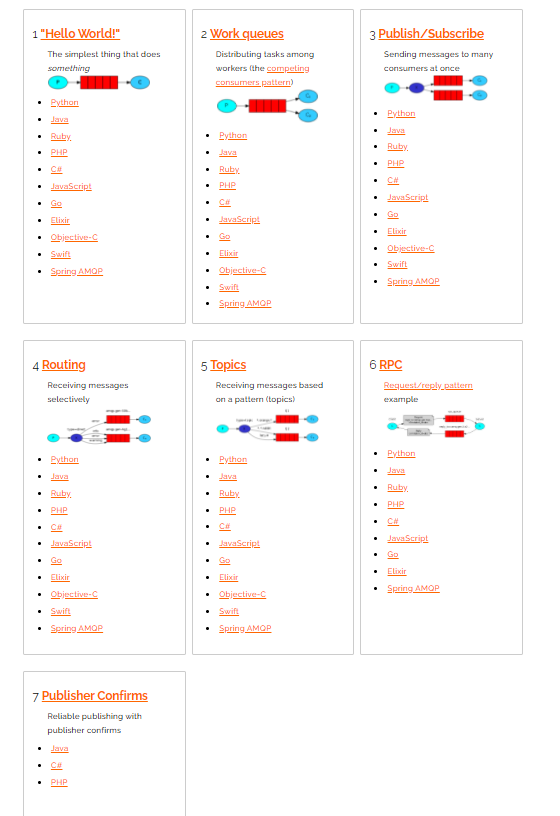 1 "Hello World!"
The simplest thing that does
something
P
Python
Java
Ruby
PHP
C#
JavaScript
Go
Elixir
Objective-C
Swift
Spring AMQP
2 Work queues
Distributing tasks among
workers (the competing
consumers pattern)
P
Python
Java
Ruby
PHP
C#
JavaScript
Go
Elixir
Objective-C
Swift
Spring AMQP
3 Publish/Subscribe
Sending messages to many
consumers at once
Python
Java
Ruby
PHP
C#
JavaScript
Go
Elixir
Objective-C
Swift
Spring AMQP
4 Routing
Receiving messages
selectively
Python
Java
Ruby
PHP
C#
JavaScript
Go
Elixir
Objective-C
Swift
Spring AMQP
5 Topics
Receiving messages based
on a pattern (topics)
Python
Java
Ruby
PHP
C#
JavaScript
Go
Elixir
Objective-C
Swift
Spring AMQP
6 RPC
Request/reply pattern
example
Python
Java
Ruby
PHP
C#
JavaScript
Go
Elixir
Spring AMQP
7 Publisher Confirms
Reliable publishing with
publisher confirms
Java
C#
PHP